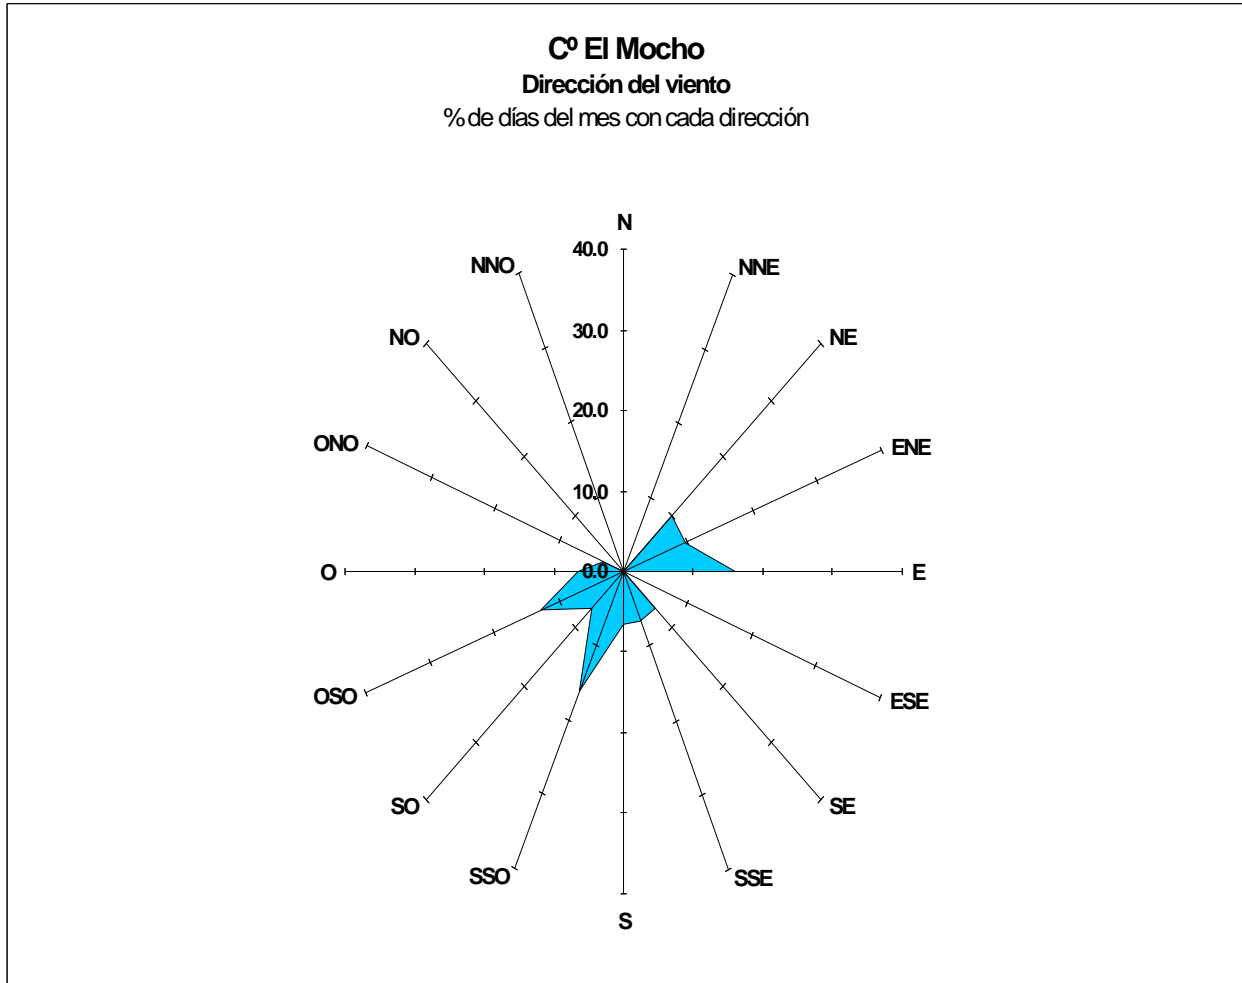 Cº El Mocho
Dirección del viento
% de días del mes con cada dirección
N
40.0
NNO
NNE
30.0
NO
NE
20.0
ONO
ENE
10.0
O
0.0
E
OSO
ESE
SO
SE
SSO
SSE
S